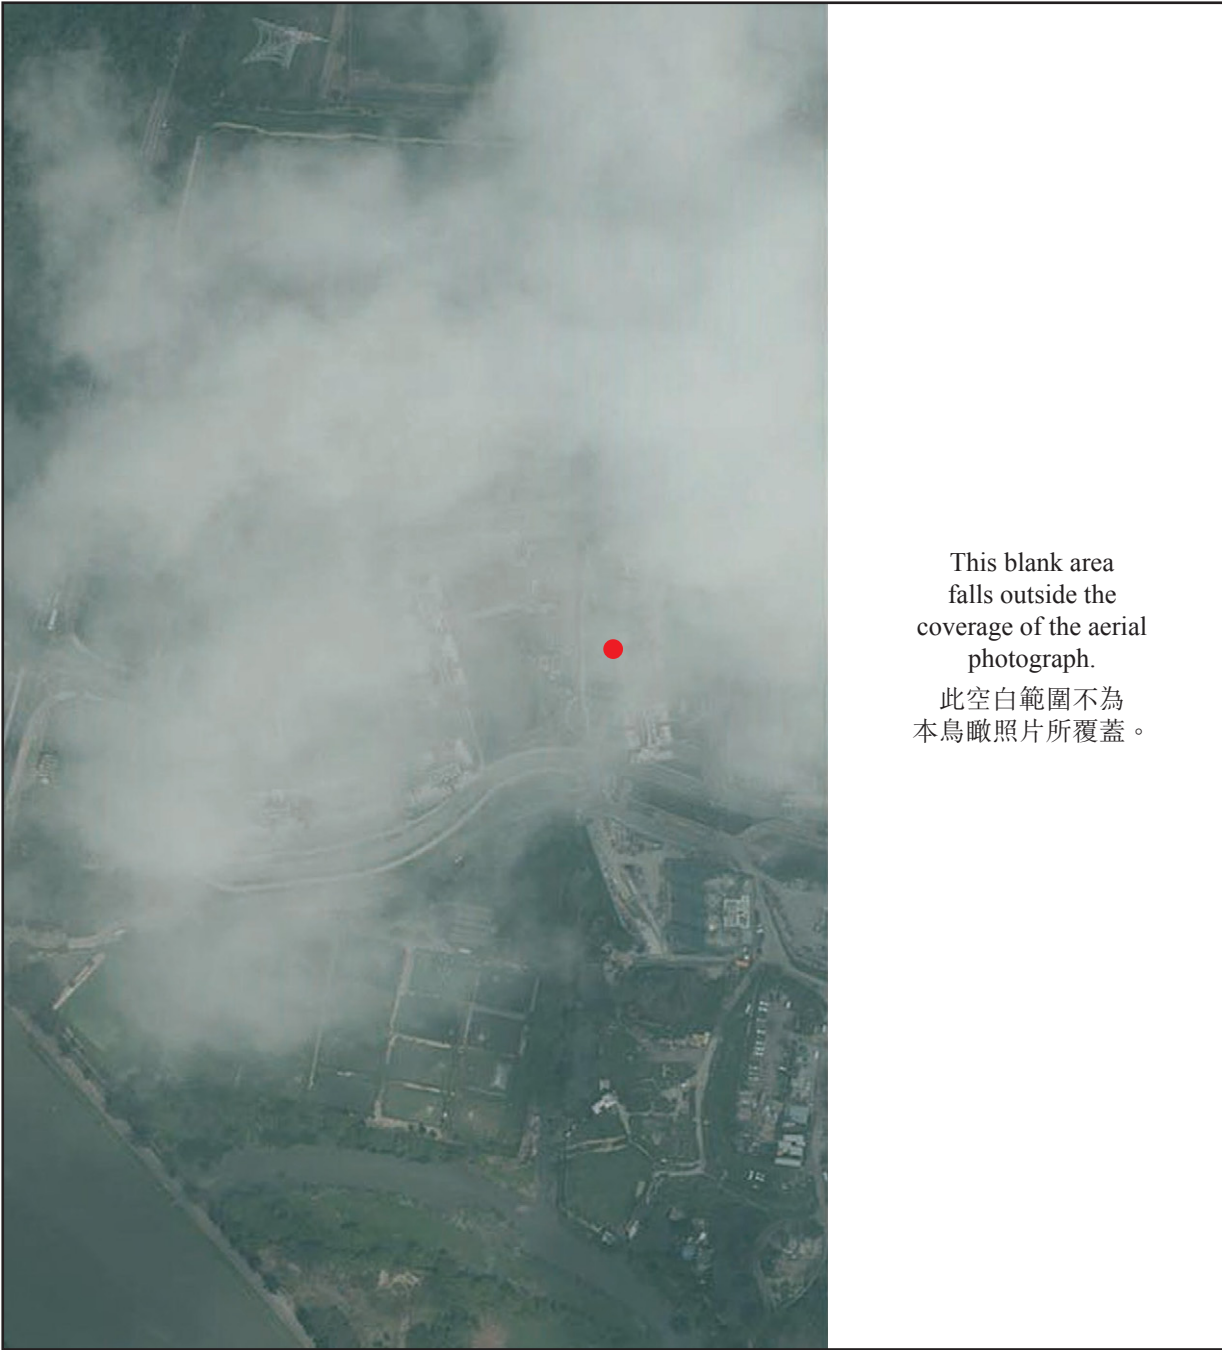 This blank area
falls outside the
coverage of the aerial
photograph.
此空白範圍不為
本鳥瞰照片所覆蓋。